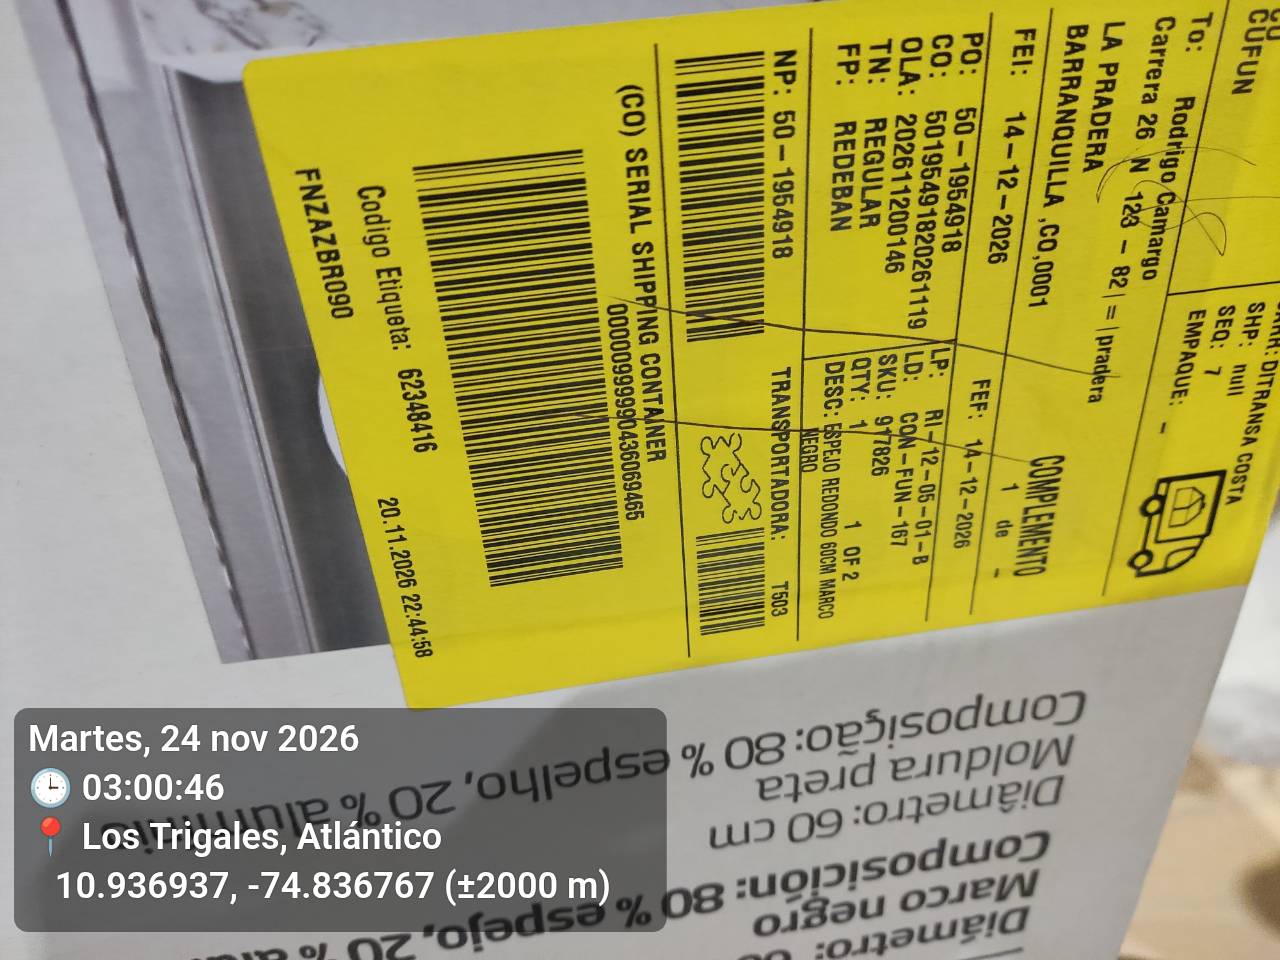 CUFUN
To: Rodrigo Camargo
Carrera 26 N 123 - 82 | = | pradera
LA PRADERA
BARRANQUILLA ,CO,0001
DITRANSA COSTA
SHP: null
SEQ: 7
EMPAQUE: -
COMPLEMENTO
1 de -
FEI: 14-12-2026
FEF: 14-12-2026
PO: 50-1954918
CO: 50195491820261119
OLA: 20261120014​6
TN: REGULAR
FP: REDEBAN
LP: RI-12-05-01-B
LD: CON-FUN-167
SKU: 917826
QTY: 1 1 OF 2
DESC: ESPEJO REDONDO 60CM MARCO
NEGRO
NP: 50-1954918
TRANSPORTADORA: T503
(CO) SERIAL SHIPPING CONTAINER
00000999990436069465
Codigo Etiqueta: 62348416
20.11.2026 22:44:58
FNZAZBR090
Diámetro:
Marco negro
Composición: 80 % espejo, 20 %
Diâmetro: 60 cm
Moldura preta
Composição: 80 % espelho, 20 % alumínio
Martes, 24 nov 2026
03:00:46
Los Trigales, Atlántico
10.936937, -74.836767 (±2000 m)